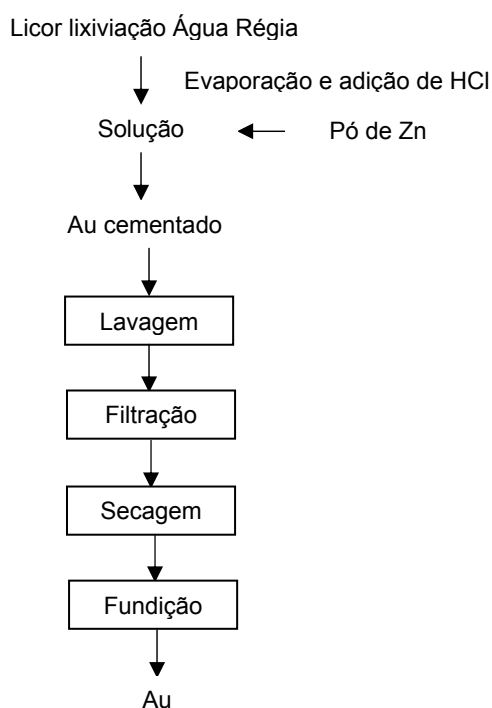 Licor lixiviação Água Régia
Evaporação e adição de HCl
Solução
Pó de Zn
Au cementado
Lavagem
Filtração
Secagem
Fundição
Au